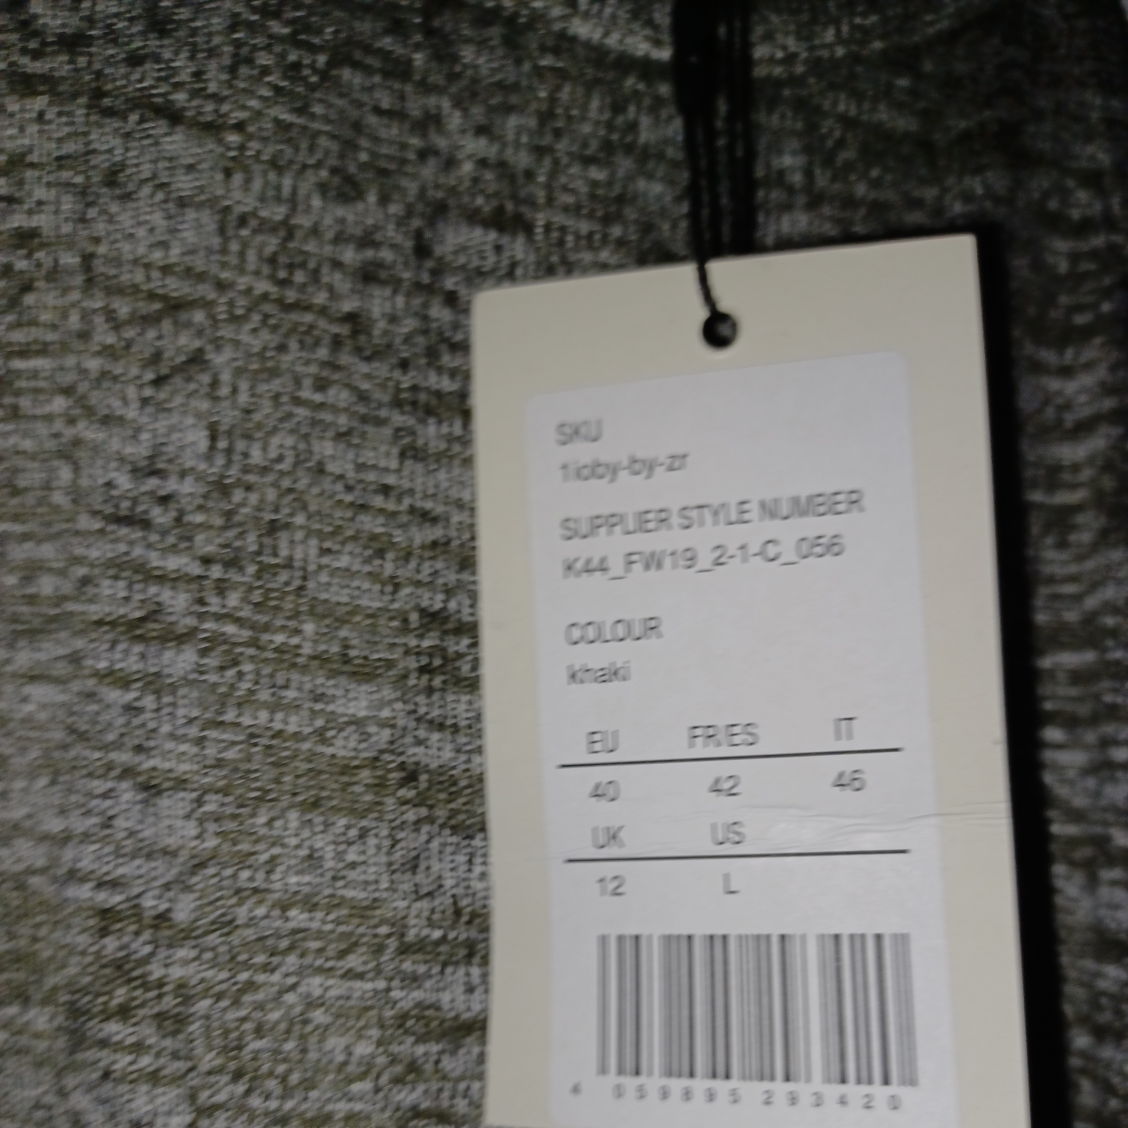 SKU
1ioby-by-zr
SUPPLIER STYLE NUMBER
K44_FW19_2-1-C_056
COLOUR
khaki
EU FR/ES IT
40 42 46
UK US
12 L
4 059895 293420